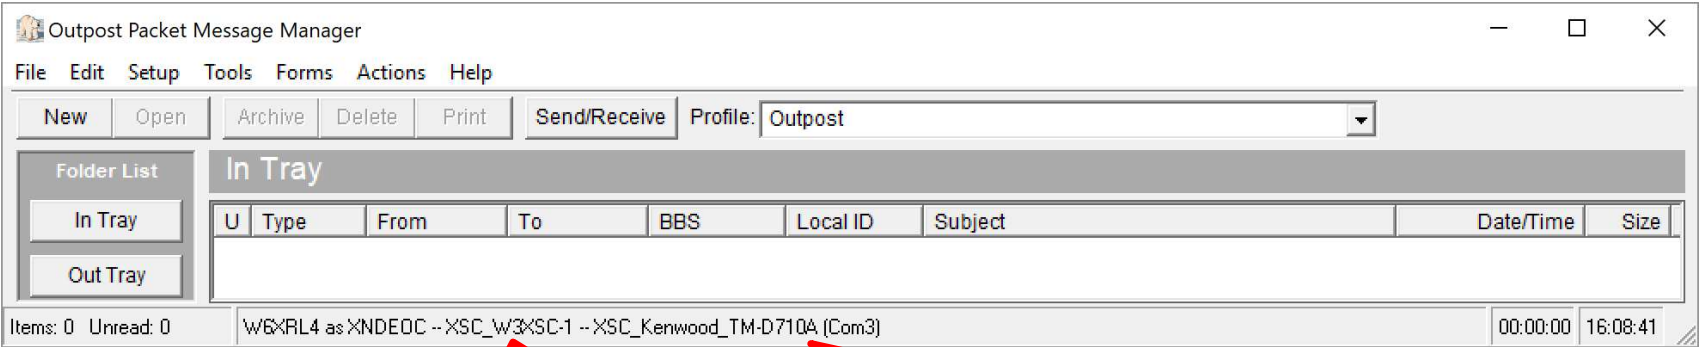 Outpost Packet Message Manager
File Edit Setup Tools Forms Actions Help
New Open Archive Delete Print Send/Receive Profile: Outpost
Folder List In Tray
In Tray U Type From To BBS Local ID Subject Date/Time Size
Out Tray
Items: 0 Unread: 0 W6XRL4 as XNDEOC -- XSC_W3XSC-1 -- XSC_Kenwood_TM-D710A (Com3) 00:00:00 16:08:41